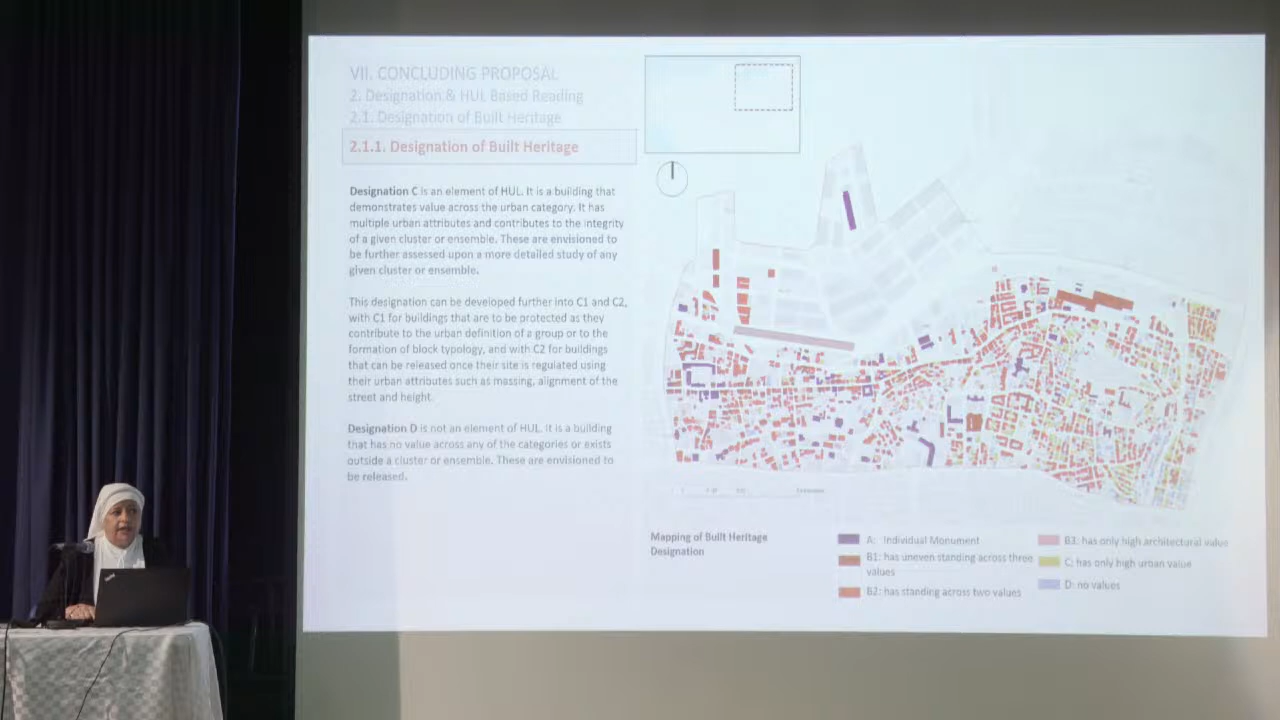 VII. CONCLUDING PROPOSAL
2. Designation & HUL Based Reading
2.1. Designation of Built Heritage
2.1.1. Designation of Built Heritage
Designation C is an element of HUL. It is a building that
demonstrates value across the urban category. It has
multiple urban attributes and contributes to the integrity
of a given cluster or ensemble. These are envisioned to
be further assessed upon a more detailed study of any
given cluster or ensemble.
This designation can be developed further into C1 and C2,
with C1 for buildings that are to be protected as they
contribute to the urban definition of a group or to the
formation of block typology, and with C2 for buildings
that can be released once their site is regulated using
their urban attributes such as massing, alignment of the
street and height.
Designation D is not an element of HUL. It is a building
that has no value across any of the categories or exists
outside a cluster or ensemble. These are envisioned to
be released.
Mapping of Built Heritage
Designation
A: Individual Monument
B1: has uneven standing across three
values
B2: has standing across two values
B3: has only high architectural value
C: has only high urban value
D: no values